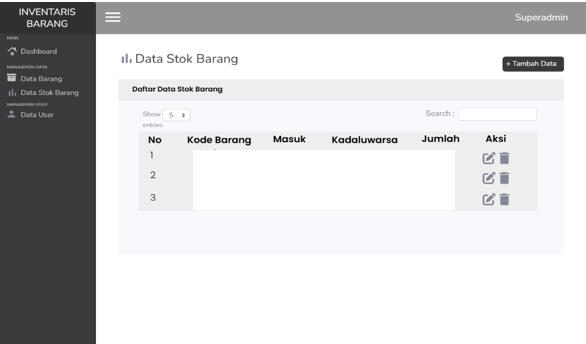 INVENTARIS
BARANG
MAIN
Dashboard
MANAJEMEN DATA
Data Barang
Data Stok Barang
MANAJEMEN USER
Data User
Superadmin
Data Stok Barang
+ Tambah Data
Daftar Data Stok Barang
Show 5
entries
Search :
No Kode Barang Masuk Kadaluwarsa Jumlah Aksi
1
2
3